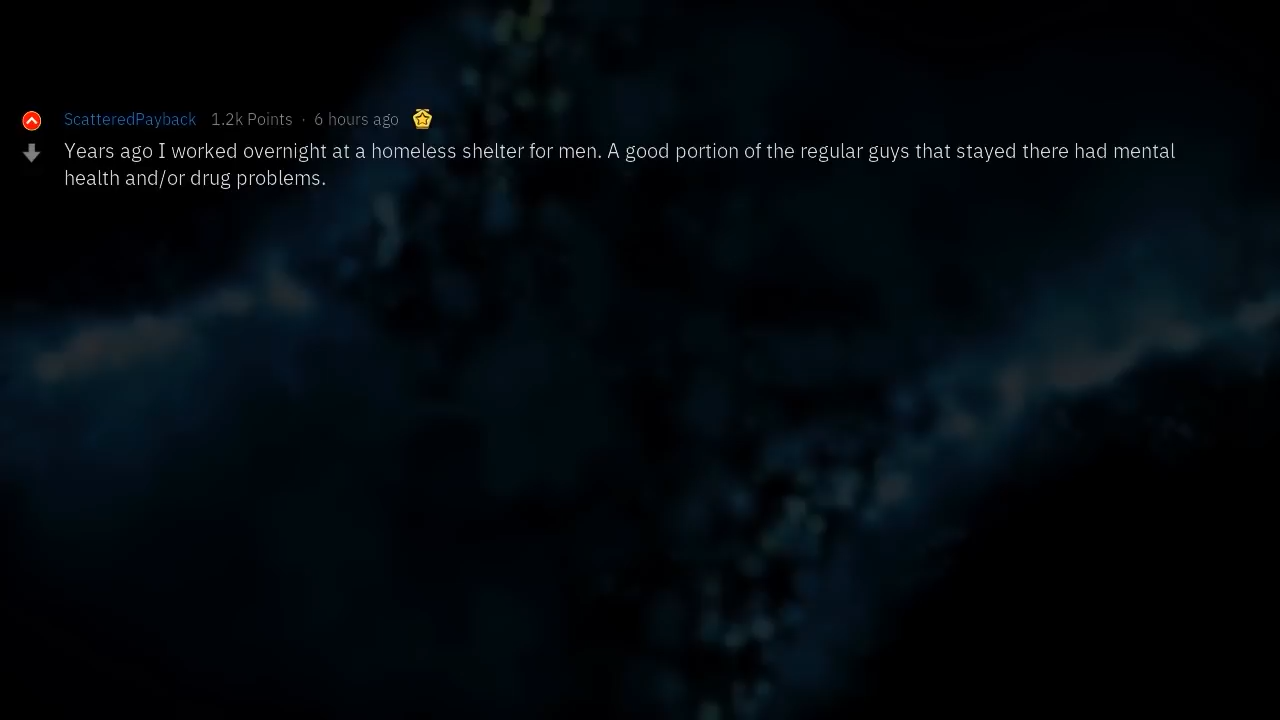 ScatteredPayback 1.2k Points · 6 hours ago
Years ago I worked overnight at a homeless shelter for men. A good portion of the regular guys that stayed there had mental
health and/or drug problems.